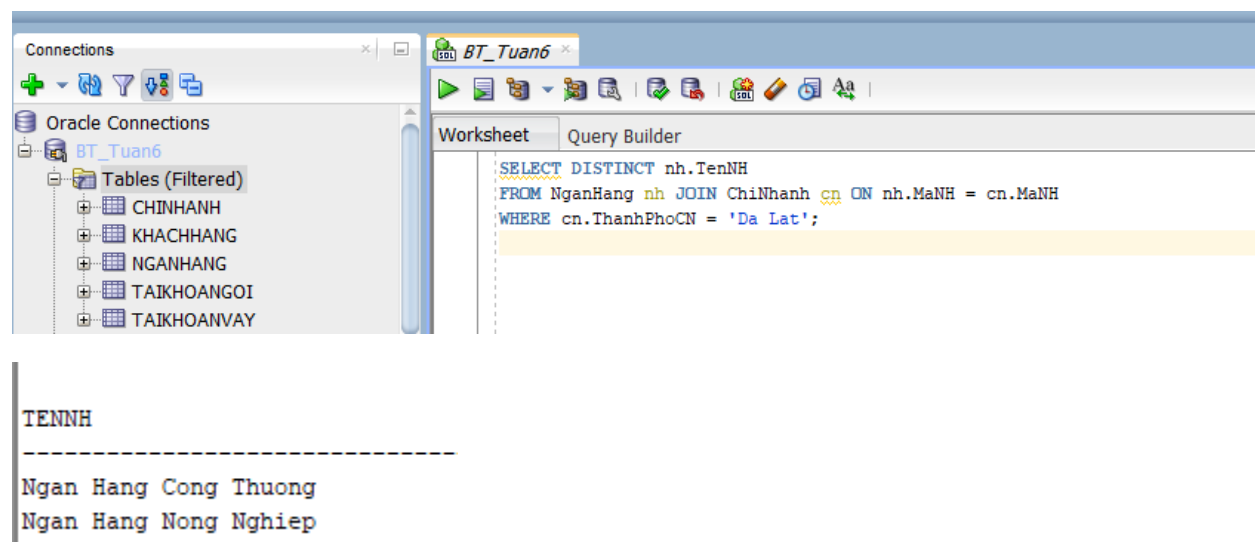 Connections
BT_Tuan6
Oracle Connections
BT_Tuan6
Tables (Filtered)
CHINHANH
KHACHHANG
NGANHANG
TAIKHOANGOI
TAIKHOANVAY
Worksheet Query Builder
SELECT DISTINCT nh.TenNH
FROM NganHang nh JOIN ChiNhanh cn ON nh.MaNH = cn.MaNH
WHERE cn.ThanhPhoCN = 'Da Lat';
TENNH
-------------------------------
Ngan Hang Cong Thuong
Ngan Hang Nong Nghiep